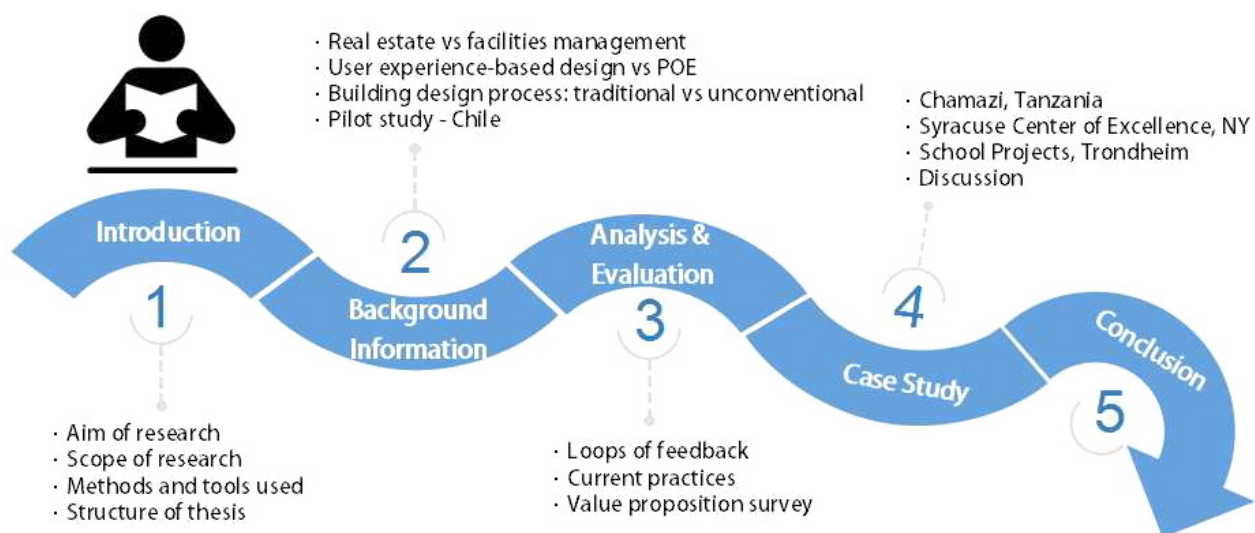 Introduction
1
· Aim of research
· Scope of research
· Methods and tools used
· Structure of thesis
· Real estate vs facilities management
· User experience-based design vs POE
· Building design process: traditional vs unconventional
· Pilot study - Chile
2
Background
Information
Analysis &
Evaluation
3
· Loops of feedback
· Current practices
· Value proposition survey
· Chamazi, Tanzania
· Syracuse Center of Excellence, NY
· School Projects, Trondheim
· Discussion
4
Case Study
Conclusion
5